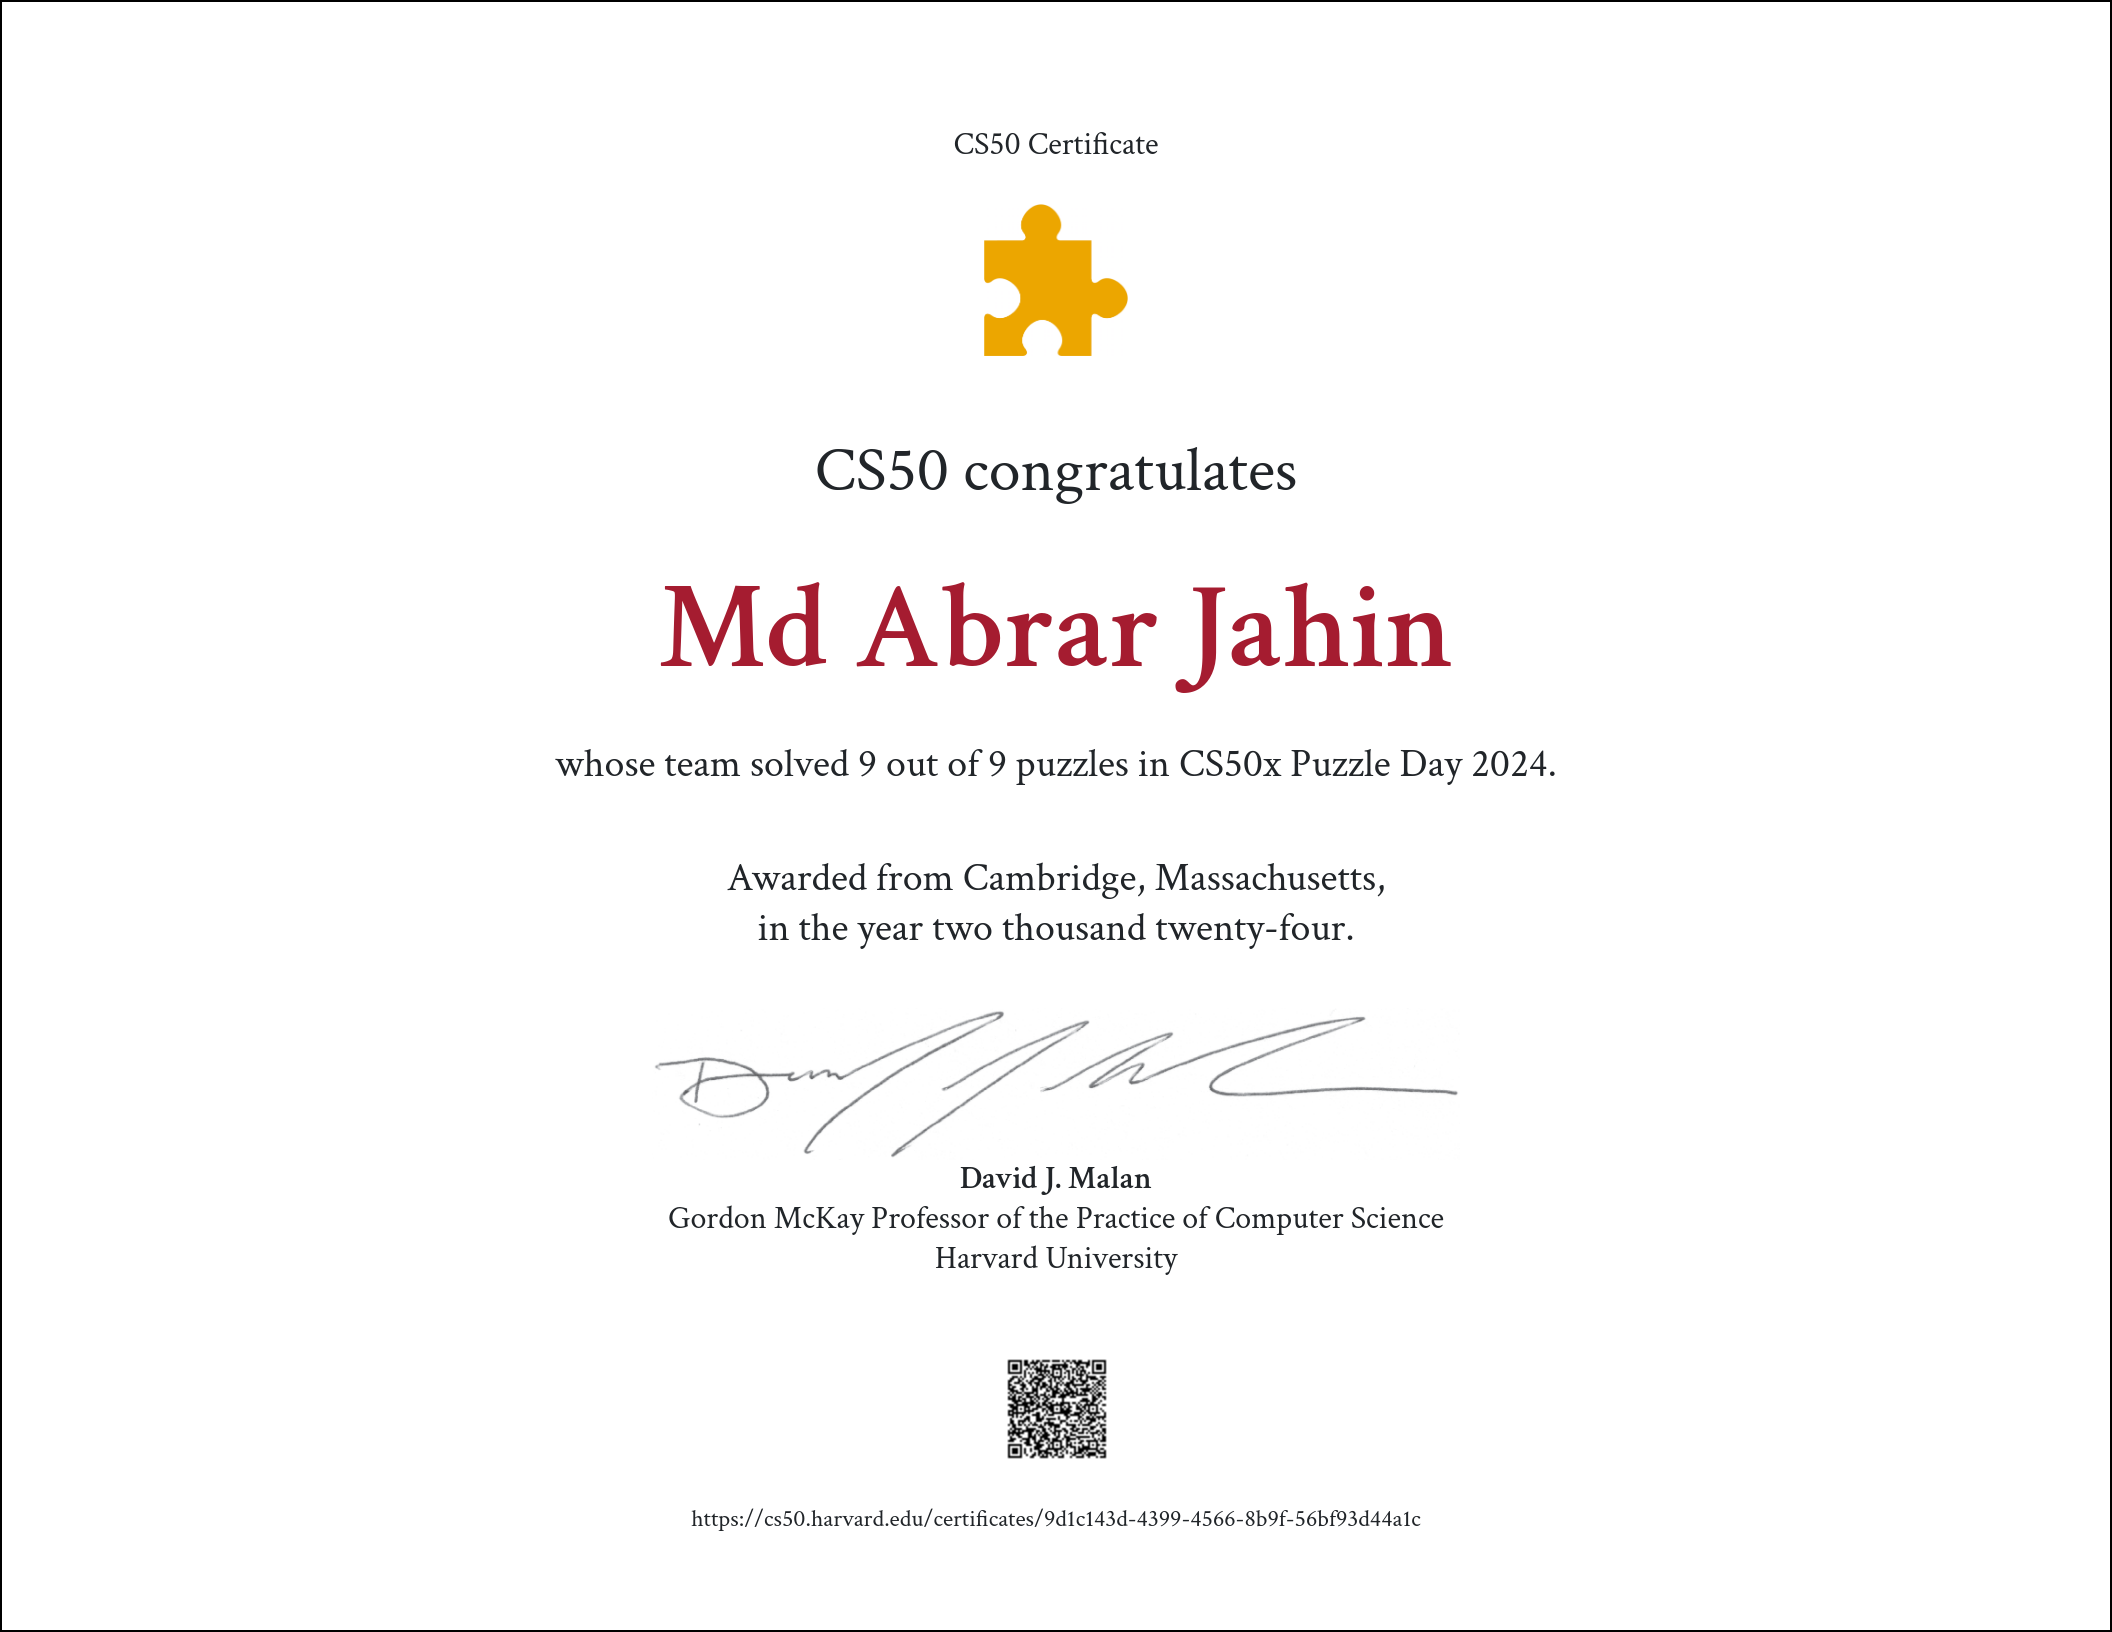 CS50 Certificate
CS50 congratulates
Md Abrar Jahin
whose team solved 9 out of 9 puzzles in CS50x Puzzle Day 2024.
Awarded from Cambridge, Massachusetts,
in the year two thousand twenty-four.
David J. Malan
Gordon McKay Professor of the Practice of Computer Science
Harvard University
https://cs50.harvard.edu/certificates/9d1c143d-4399-4566-8b9f-56bf93d44a1c